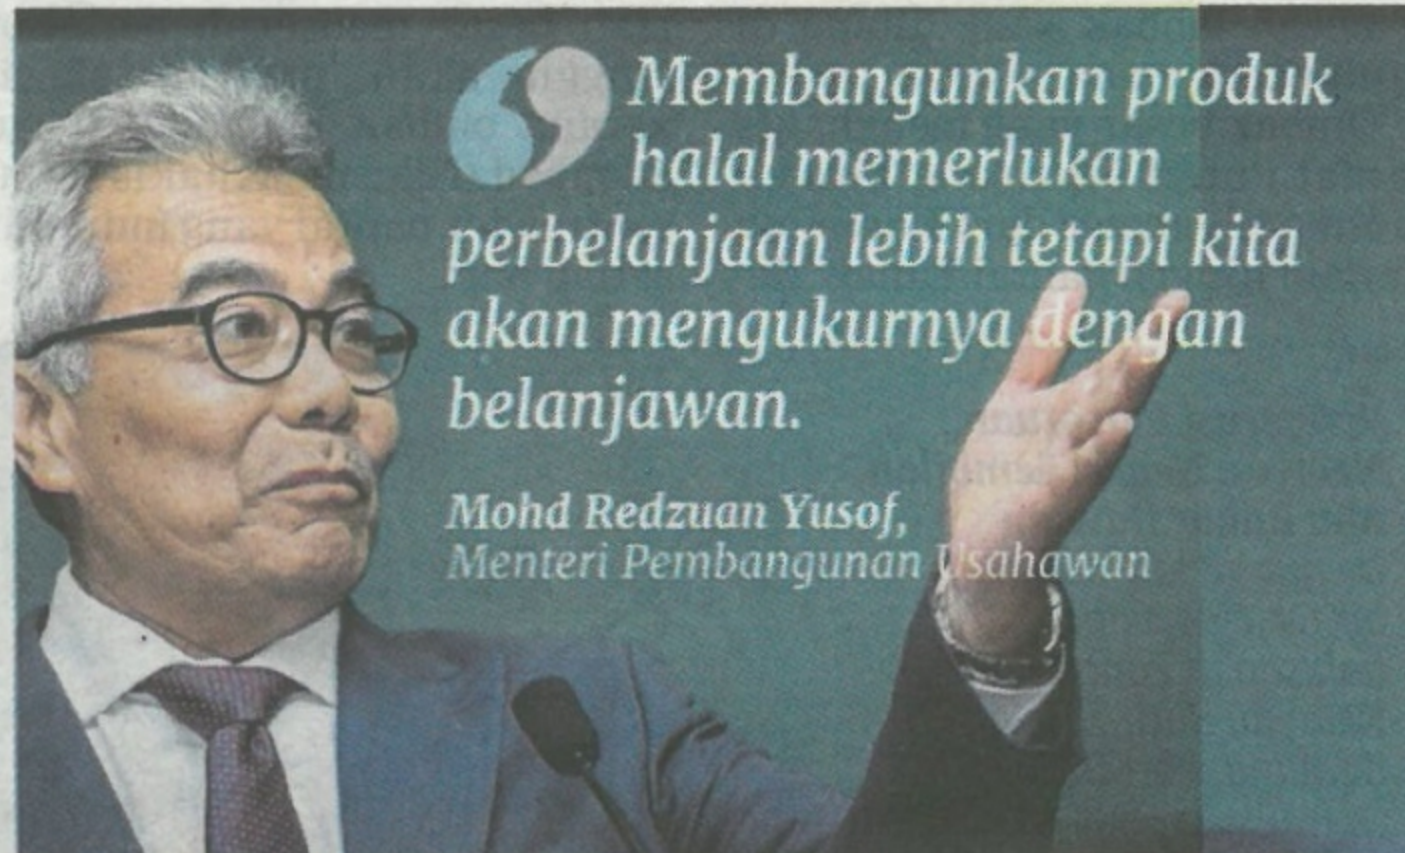 Membangunkan produk
halal memerlukan
perbelanjaan lebih tetapi kita
akan mengukurnya dengan
belanjawan.
Mohd Redzuan Yusof,
Menteri Pembangunan Usahawan